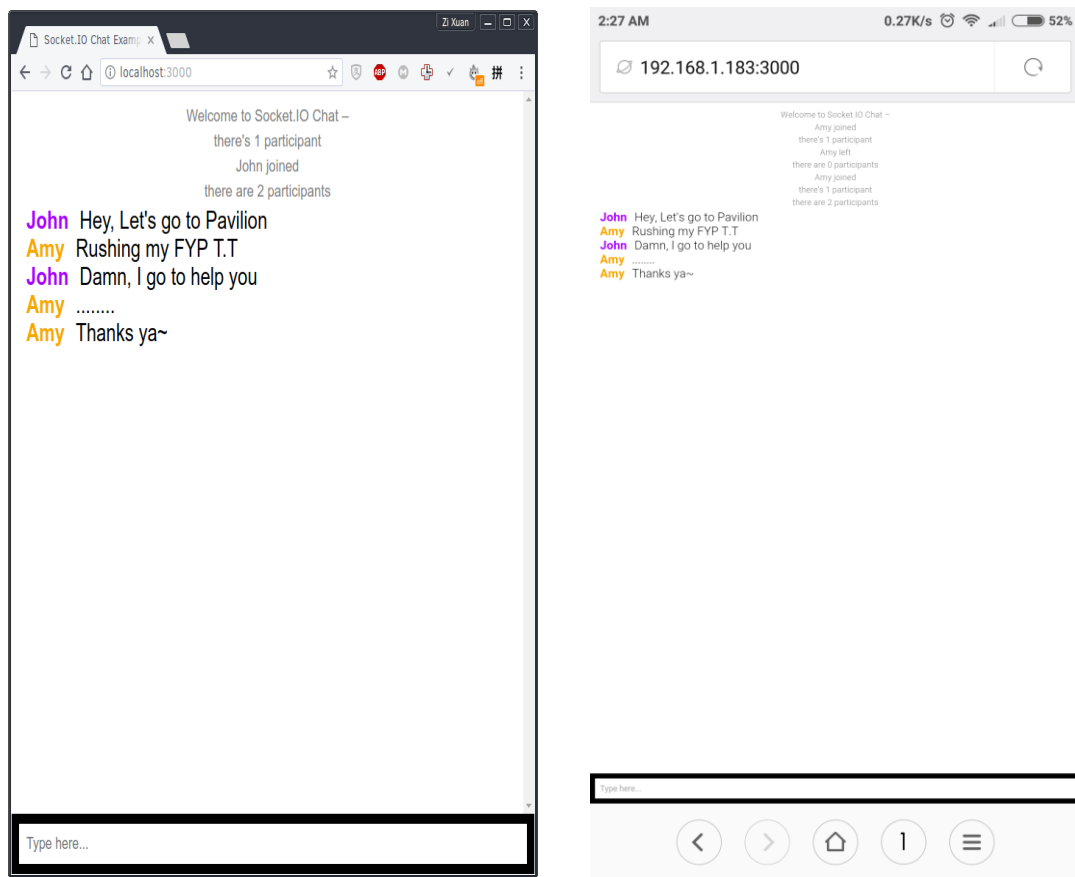 Zi Xuan
Socket.IO Chat Examp
localhost:3000
ABP
拼
Welcome to Socket.IO Chat –
there's 1 participant
John joined
there are 2 participants
John Hey, Let's go to Pavilion
Amy Rushing my FYP T.T
John Damn, I go to help you
Amy ........
Amy Thanks ya~
Type here...
2:27 AM 0.27K/s 52%
192.168.1.183:3000
Welcome to Socket.IO Chat –
Amy joined
there's 1 participant
Amy left
there are 0 participants
Amy joined
there's 1 participant
there are 2 participants
John Hey, Let's go to Pavilion
Amy Rushing my FYP T.T
John Damn, I go to help you
Amy ........
Amy Thanks ya~
Type here...
1